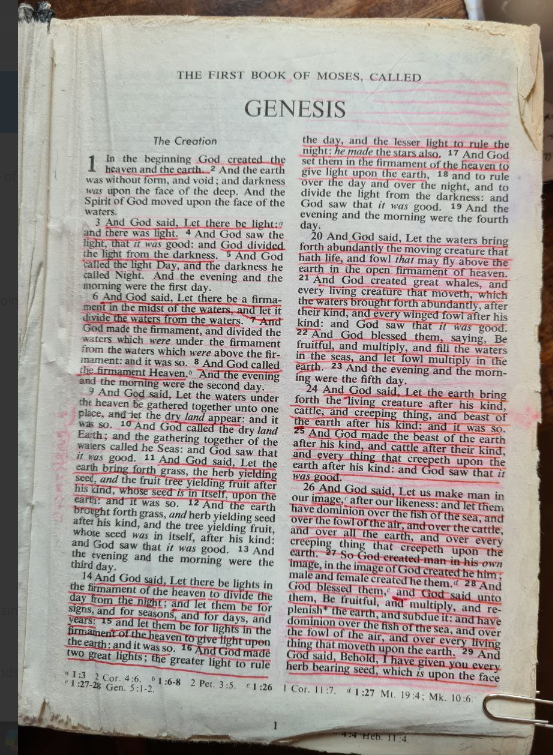 THE FIRST BOOK OF MOSES, CALLED
GENESIS
The Creation
1 In the beginning God created the
heaven and the earth. 2 And the earth
was without form, and void; and darkness
was upon the face of the deep. And the
Spirit of God moved upon the face of the
waters.
3 And God said, Let there be light:
and there was light. 4 And God saw the
light, that it was good: and God divided
the light from the darkness. 5 And God
called the light Day, and the darkness he
called Night. And the evening and the
morning were the first day.
6 And God said, Let there be a firma-
ment in the midst of the waters, and let it
divide the waters from the waters. 7 And
God made the firmament, and divided the
waters which were under the firmament
from the waters which were above the fir-
mament: and it was so. 8 And God called
the firmament Heaven. And the evening
and the morning were the second day.
9 And God said, Let the waters under
the heaven be gathered together unto one
place, and let the dry land appear: and it
was so. 10 And God called the dry land
Earth; and the gathering together of the
waters called he Seas: and God saw that
it was good. 11 And God said, Let the
earth bring forth grass, the herb yielding
seed, and the fruit tree yielding fruit after
his kind, whose seed is in itself, upon the
earth: and it was so. 12 And the earth
brought forth grass, and herb yielding seed
after his kind, and the tree yielding fruit,
whose seed was in itself, after his kind:
and God saw that it was good. 13 And
the evening and the morning were the
third day.
14 And God said, Let there be lights in
the firmament of the heaven to divide the
day from the night; and let them be for
signs, and for seasons, and for days, and
years: 15 and let them be for lights in the
firmament of the heaven to give light upon
the earth: and it was so. 16 And God made
two great lights; the greater light to rule
the day, and the lesser light to rule the
night: he made the stars also. 17 And God
set them in the firmament of the heaven to
give light upon the earth, 18 and to rule
over the day and over the night, and to
divide the light from the darkness: and
God saw that it was good. 19 And the
evening and the morning were the fourth
day.
20 And God said, Let the waters bring
forth abundantly the moving creature that
hath life, and fowl that may fly above the
earth in the open firmament of heaven.
21 And God created great whales, and
every living creature that moveth, which
the waters brought forth abundantly, after
their kind, and every winged fowl after his
kind: and God saw that it was good.
22 And God blessed them, saying, Be
fruitful, and multiply, and fill the waters
in the seas, and let fowl multiply in the
earth. 23 And the evening and the morn-
ing were the fifth day.
24 And God said, Let the earth bring
forth the living creature after his kind,
cattle, and creeping thing, and beast of
the earth after his kind: and it was so.
25 And God made the beast of the earth
after his kind, and cattle after their kind,
and every thing that creepeth upon the
earth after his kind: and God saw that it
was good.
26 And God said, Let us make man in
our image, after our likeness: and let them
have dominion over the fish of the sea, and
over the fowl of the air, and over the cattle,
and over all the earth, and over every
creeping thing that creepeth upon the
earth. 27 So God created man in his own
image, in the image of God created he him;
male and female created he them. 28 And
God blessed them, and God said unto
them, Be fruitful, and multiply, and re-
plenish the earth, and subdue it: and have
dominion over the fish of the sea, and over
the fowl of the air, and over every living
thing that moveth upon the earth. 29 And
God said, Behold, I have given you every
herb bearing seed, which is upon the face
1:3 2 Cor. 4:6. b 1:6-8 2 Pet. 3:5. c 1:26 1 Cor. 11:7. d 1:27 Mt. 19:4; Mk. 10:6.
1:27-28 Gen. 5:1-2.
1
Heb. 11:4